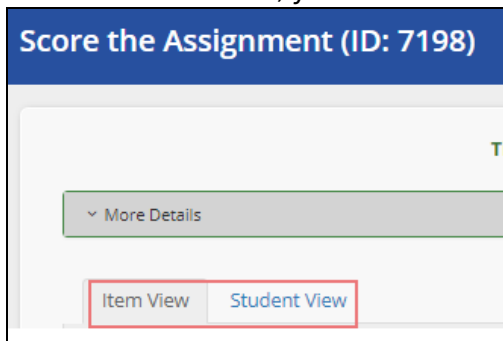 Score the Assignment (ID: 7198)
T
More Details
Item View Student View